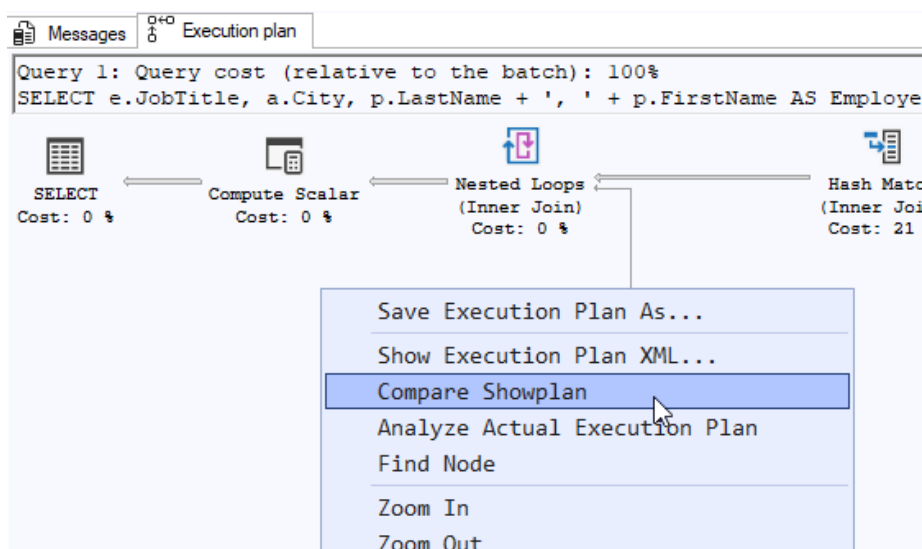 Messages
Execution plan
Query 1: Query cost (relative to the batch): 100%
SELECT e.JobTitle, a.City, p.LastName + ', ' + p.FirstName AS Employe
SELECT
Cost: 0 %
Compute Scalar
Cost: 0 %
Nested Loops
(Inner Join)
Cost: 0 %
Hash Matc
(Inner Joi
Cost: 21
Save Execution Plan As...
Show Execution Plan XML...
Compare Showplan
Analyze Actual Execution Plan
Find Node
Zoom In
Zoom Out